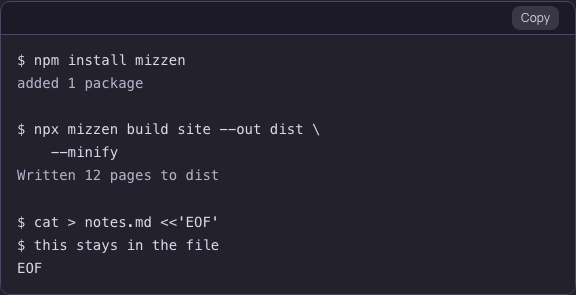 Copy
$ npm install mizzen
added 1 package

$ npx mizzen build site --out dist \
    --minify
Written 12 pages to dist

$ cat > notes.md <<'EOF'
$ this stays in the file
EOF